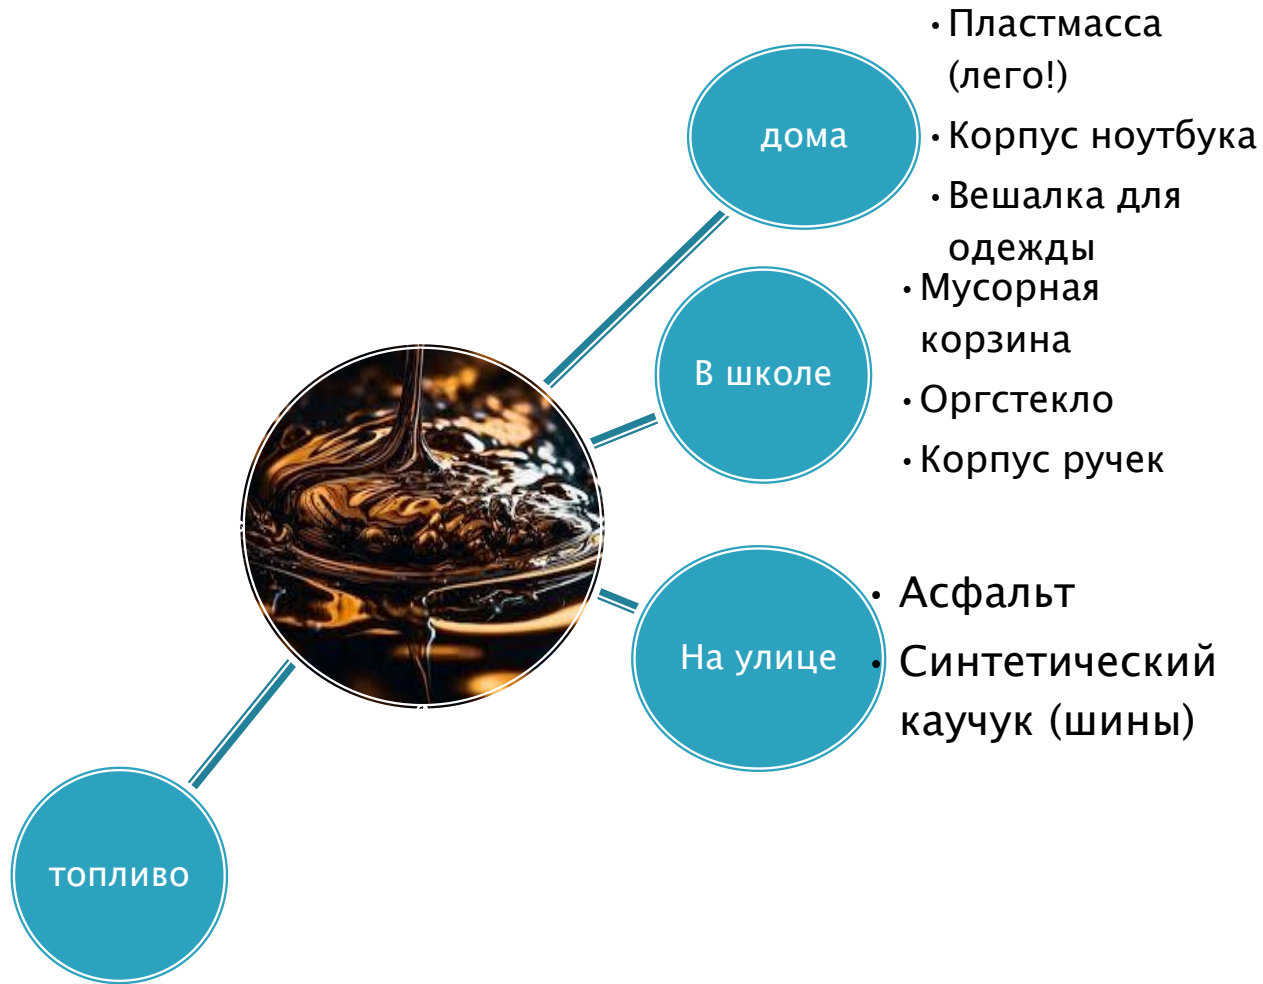 дома
• Пластмасса
(лего!)
• Корпус ноутбука
• Вешалка для
одежды
В школе
• Мусорная
корзина
• Оргстекло
• Корпус ручек
На улице
• Асфальт
• Синтетический
каучук (шины)
топливо